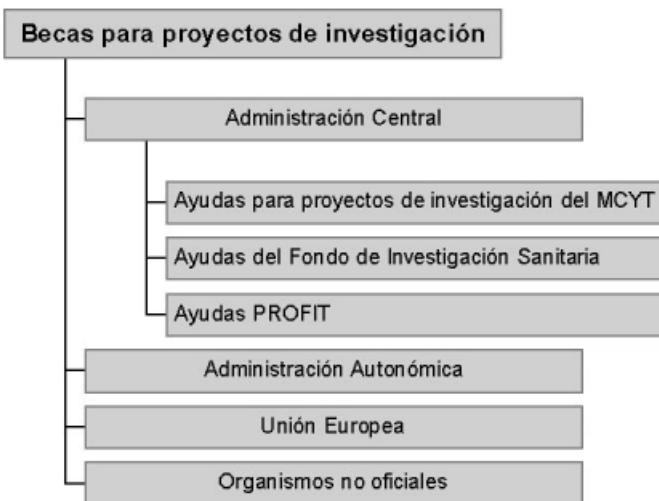 Becas para proyectos de investigación
Administración Central
Ayudas para proyectos de investigación del MCYT
Ayudas del Fondo de Investigación Sanitaria
Ayudas PROFIT
Administración Autonómica
Unión Europea
Organismos no oficiales